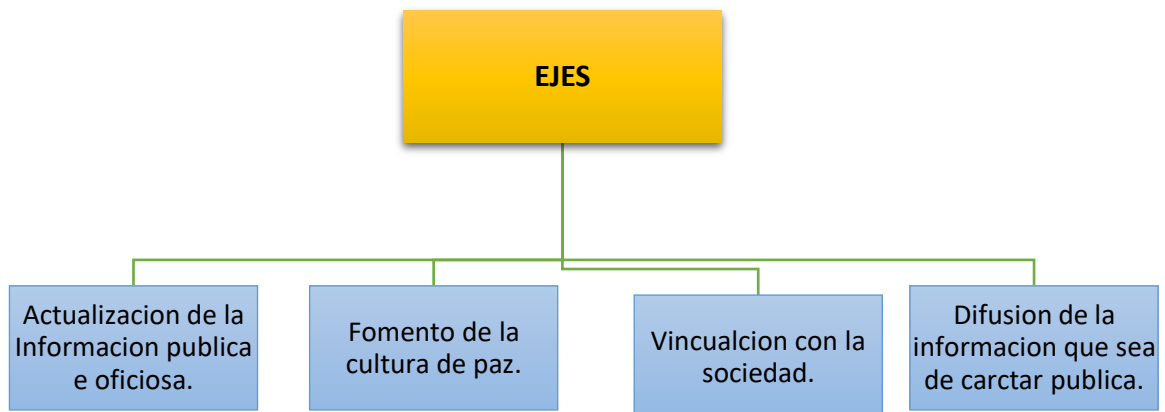 EJES
Actualizacion de la
Informacion publica
e oficiosa.
Fomento de la
cultura de paz.
Vincualcion con la
sociedad.
Difusion de la
informacion que sea
de carctar publica.